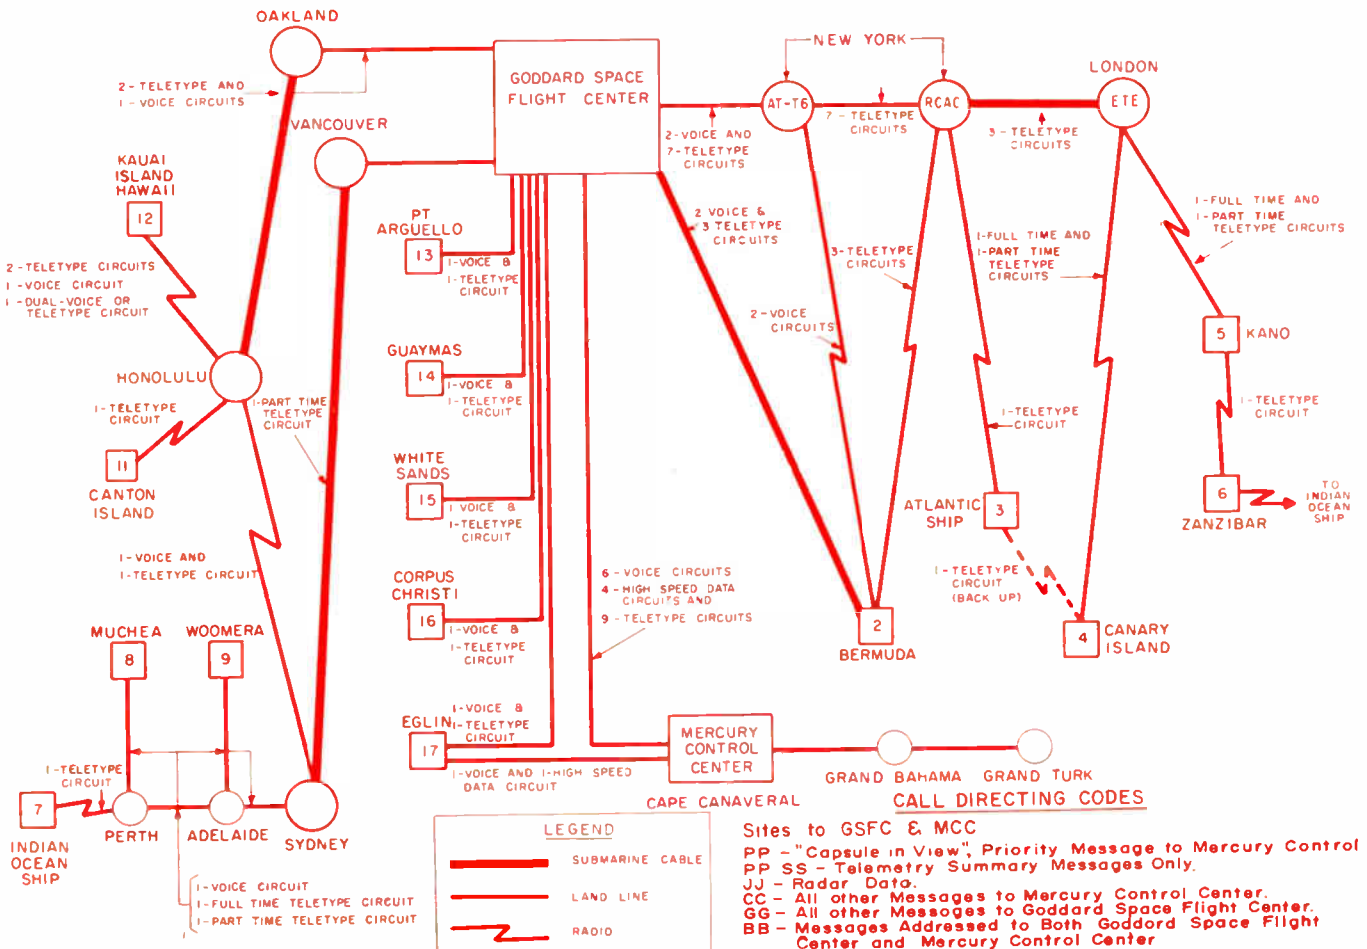 OAKLAND
2-TELETYPE AND
1-VOICE CIRCUITS
VANCOUVER
GODDARD SPACE
FLIGHT CENTER
NEW YORK
AT-T6
RCAC
LONDON
ETE
2-VOICE AND
7-TELETYPE
CIRCUITS
7-TELETYPE
CIRCUITS
3-TELETYPE
CIRCUITS
KAUAI
ISLAND
HAWAII
12
2-TELETYPE CIRCUITS
1-VOICE CIRCUIT
1-DUAL-VOICE OR
TELETYPE CIRCUIT
HONOLULU
1-TELETYPE
CIRCUIT
11
CANTON
ISLAND
1-PART TIME
TELETYPE
CIRCUIT
1-VOICE AND
1-TELETYPE CIRCUIT
PT
ARGUELLO
13
1-VOICE &
1-TELETYPE
CIRCUIT
GUAYMAS
14
1-VOICE &
1-TELETYPE
CIRCUIT
WHITE
SANDS
15
1-VOICE &
1-TELETYPE
CIRCUIT
CORPUS
CHRISTI
16
1-VOICE &
1-TELETYPE
CIRCUIT
EGLIN
17
1-VOICE &
1-TELETYPE
CIRCUIT
1-VOICE AND 1-HIGH SPEED
DATA CIRCUIT
6-VOICE CIRCUITS
4-HIGH SPEED DATA
CIRCUITS AND
9-TELETYPE CIRCUITS
2 VOICE &
3 TELETYPE
CIRCUITS
2-VOICE
CIRCUITS
3-TELETYPE
CIRCUITS
1-FULL TIME AND
1-PART TIME
TELETYPE
CIRCUITS
1-FULL TIME AND
1-PART TIME
TELETYPE CIRCUITS
5
KANO
1-TELETYPE
CIRCUIT
6
ZANZIBAR
TO
INDIAN
OCEAN
SHIP
1-TELETYPE
CIRCUIT
ATLANTIC
SHIP
3
1-TELETYPE
CIRCUIT
(BACK UP)
4
CANARY
ISLAND
2
BERMUDA
MUCHEA
8
WOOMERA
9
1-TELETYPE
CIRCUIT
7
INDIAN
OCEAN
SHIP
PERTH
ADELAIDE
SYDNEY
1-VOICE CIRCUIT
1-FULL TIME TELETYPE CIRCUIT
1-PART TIME TELETYPE CIRCUIT
MERCURY
CONTROL
CENTER
CAPE CANAVERAL
GRAND BAHAMA
GRAND TURK
LEGEND
SUBMARINE CABLE
LAND LINE
RADIO
CALL DIRECTING CODES
Sites to GSFC & MCC
PP - "Capsule in View", Priority Message to Mercury Control
PP SS - Telemetry Summary Messages Only.
JJ - Radar Data.
CC - All other Messages to Mercury Control Center.
GG - All other Messages to Goddard Space Flight Center.
BB - Messages Addressed to Both Goddord Space Flight
Center and Mercury Control Center